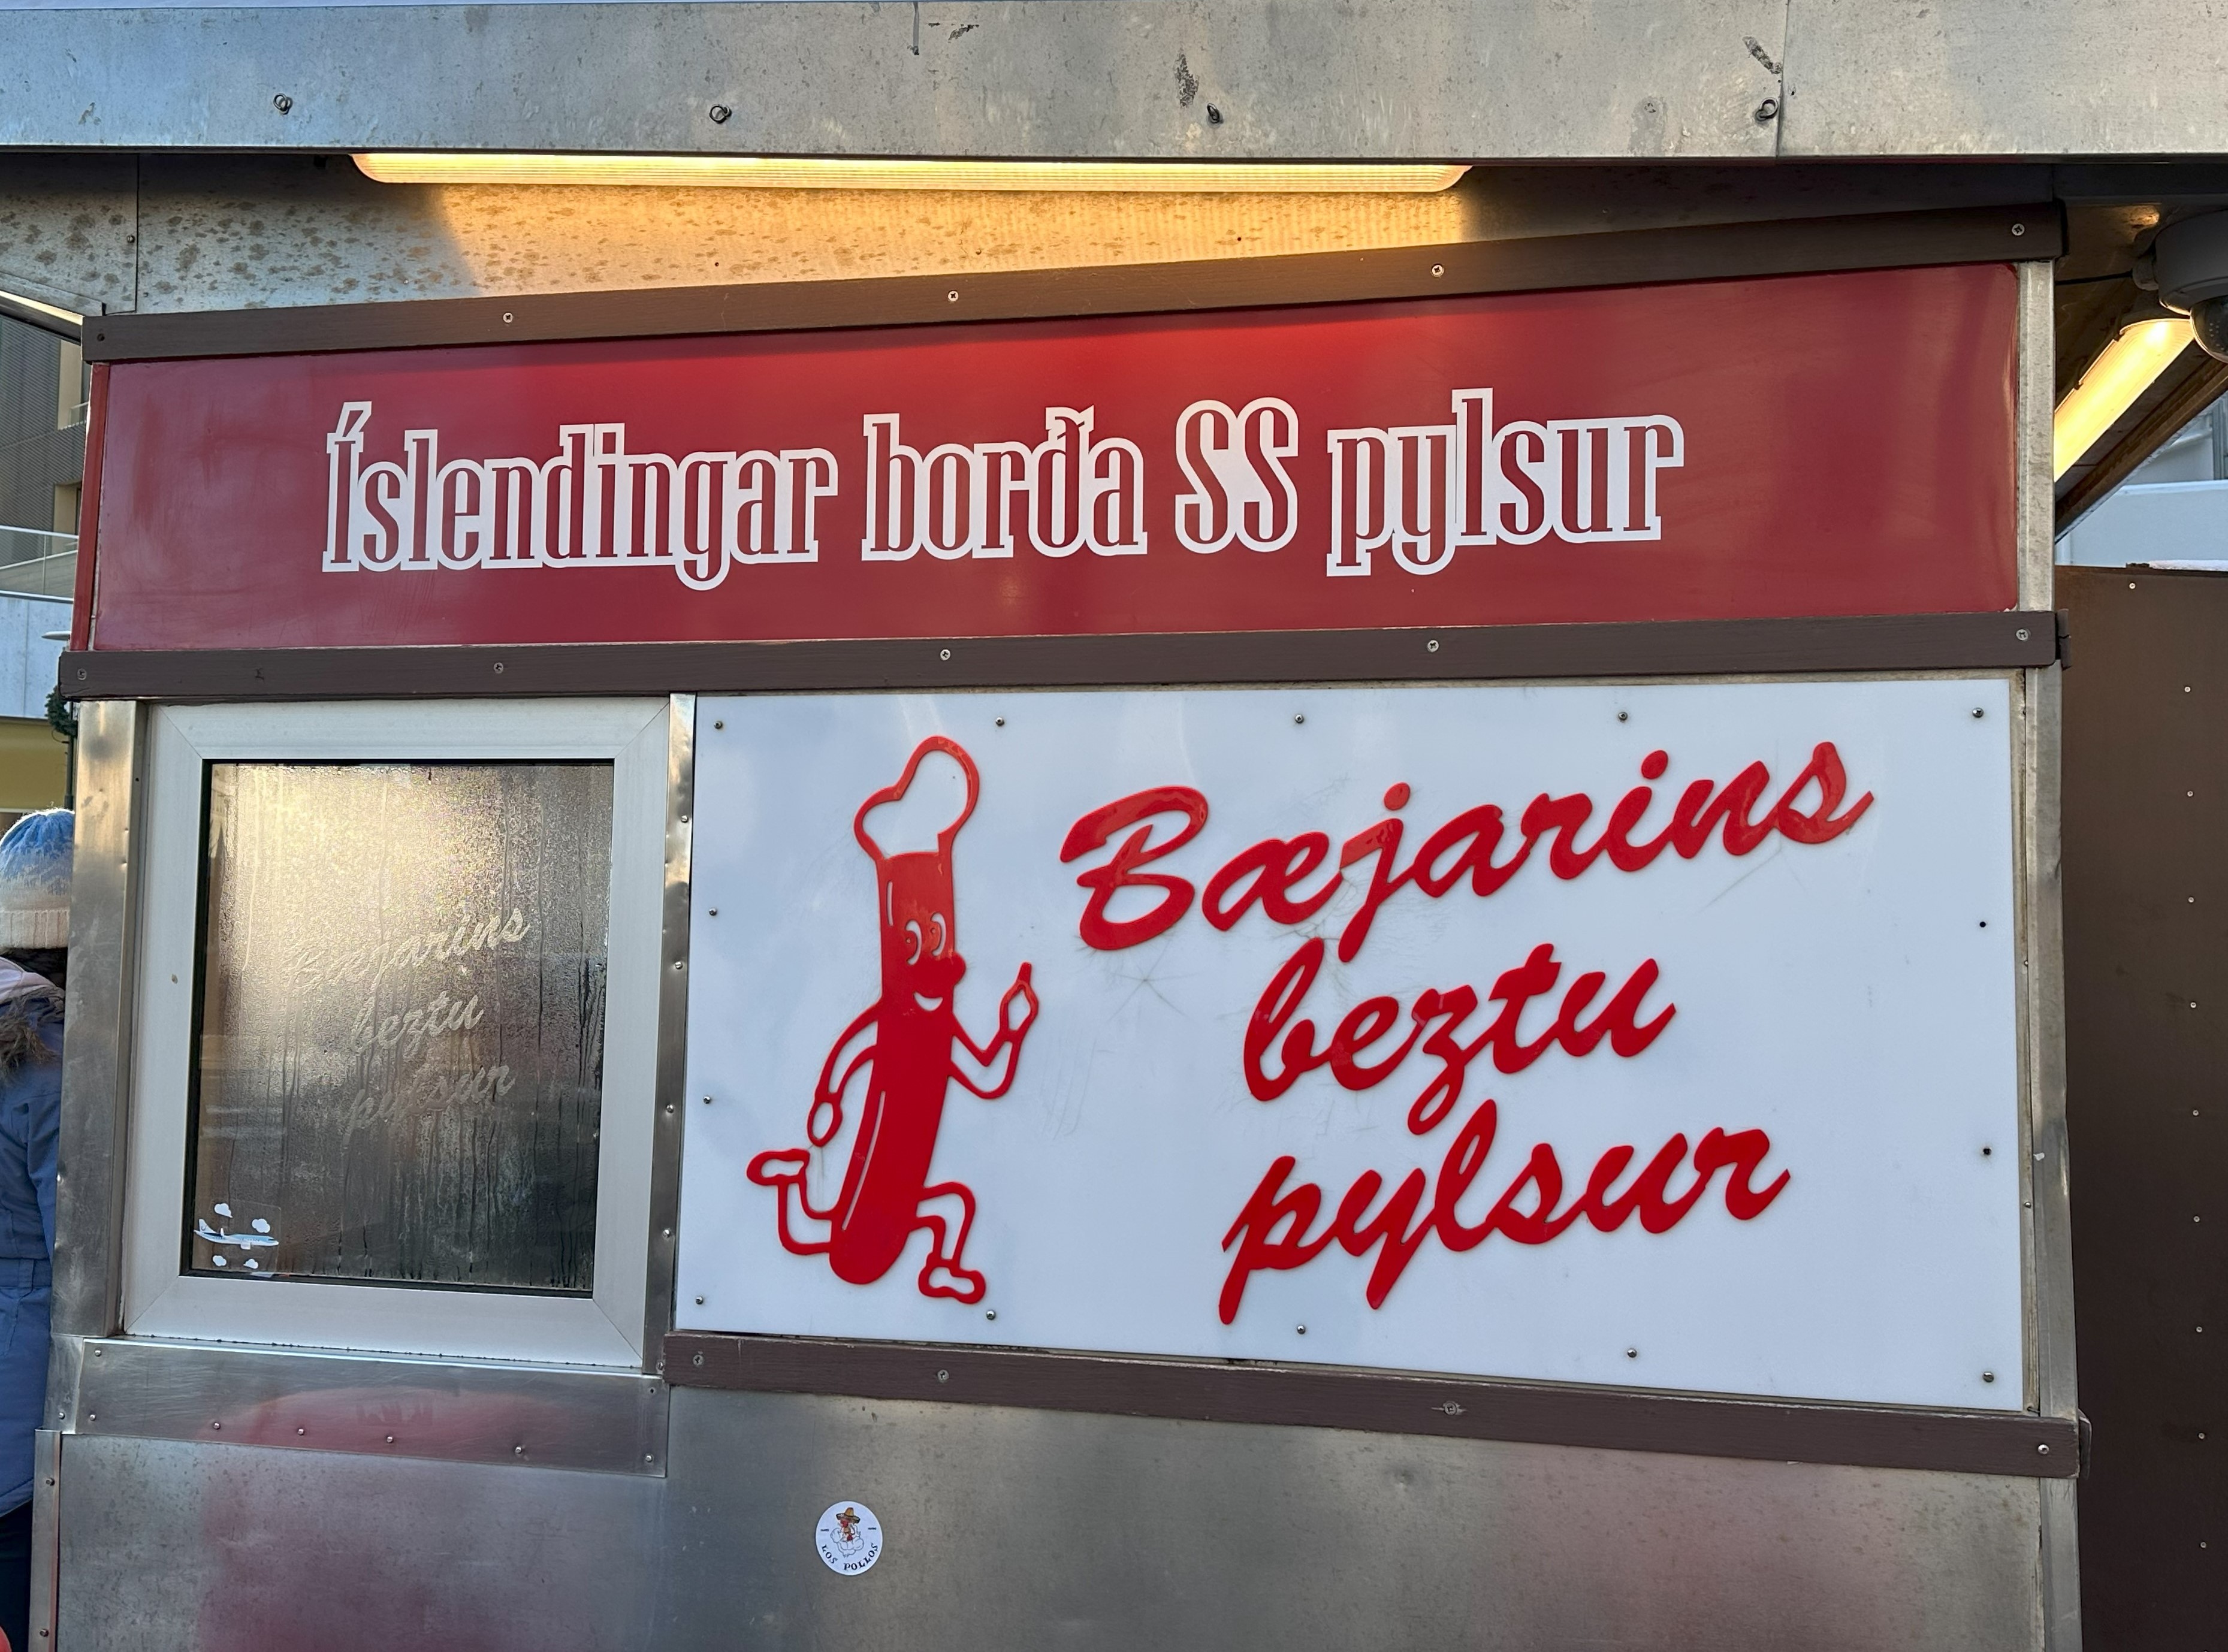 Íslendingar borða SS pylsur
Bæjarins
beztu
pylsur
Bæjarins
beztu
pylsur
LOS POLLOS